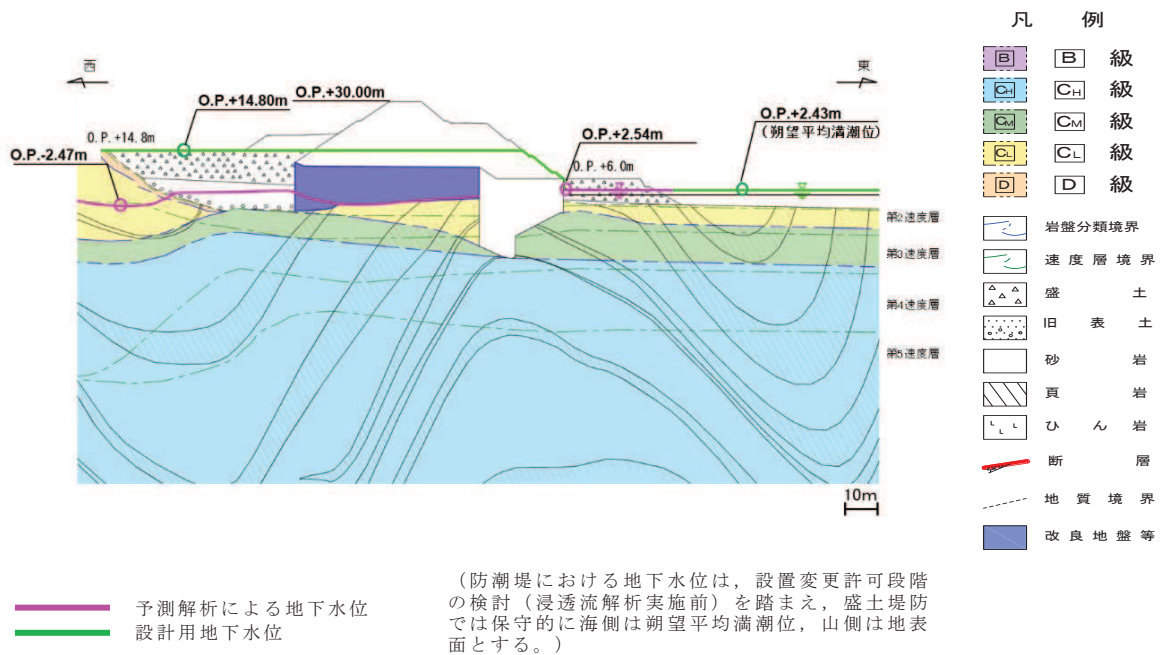 西
東
O.P.+30.00m
O.P.+14.80m
O.P.+2.43m
(朔望平均満潮位)
O.P.+2.54m
O.P.+14.8m
O.P.-2.47m
O.P.+6.0m
第2速度層
第3速度層
第4速度層
第5速度層
10m
凡 例
B B 級
CH CH 級
CM CM 級
CL CL 級
D D 級
岩盤分類境界
速度層境界
盛 土
旧 表 土
砂 岩
頁 岩
ひ ん 岩
断 層
地 質 境 界
改 良 地 盤 等
予測解析による地下水位
設計用地下水位
(防潮堤における地下水位は，設置変更許可段階
の検討（浸透流解析実施前）を踏まえ，盛土堤防
では保守的に海側は朔望平均満潮位，山側は地表
面とする。）